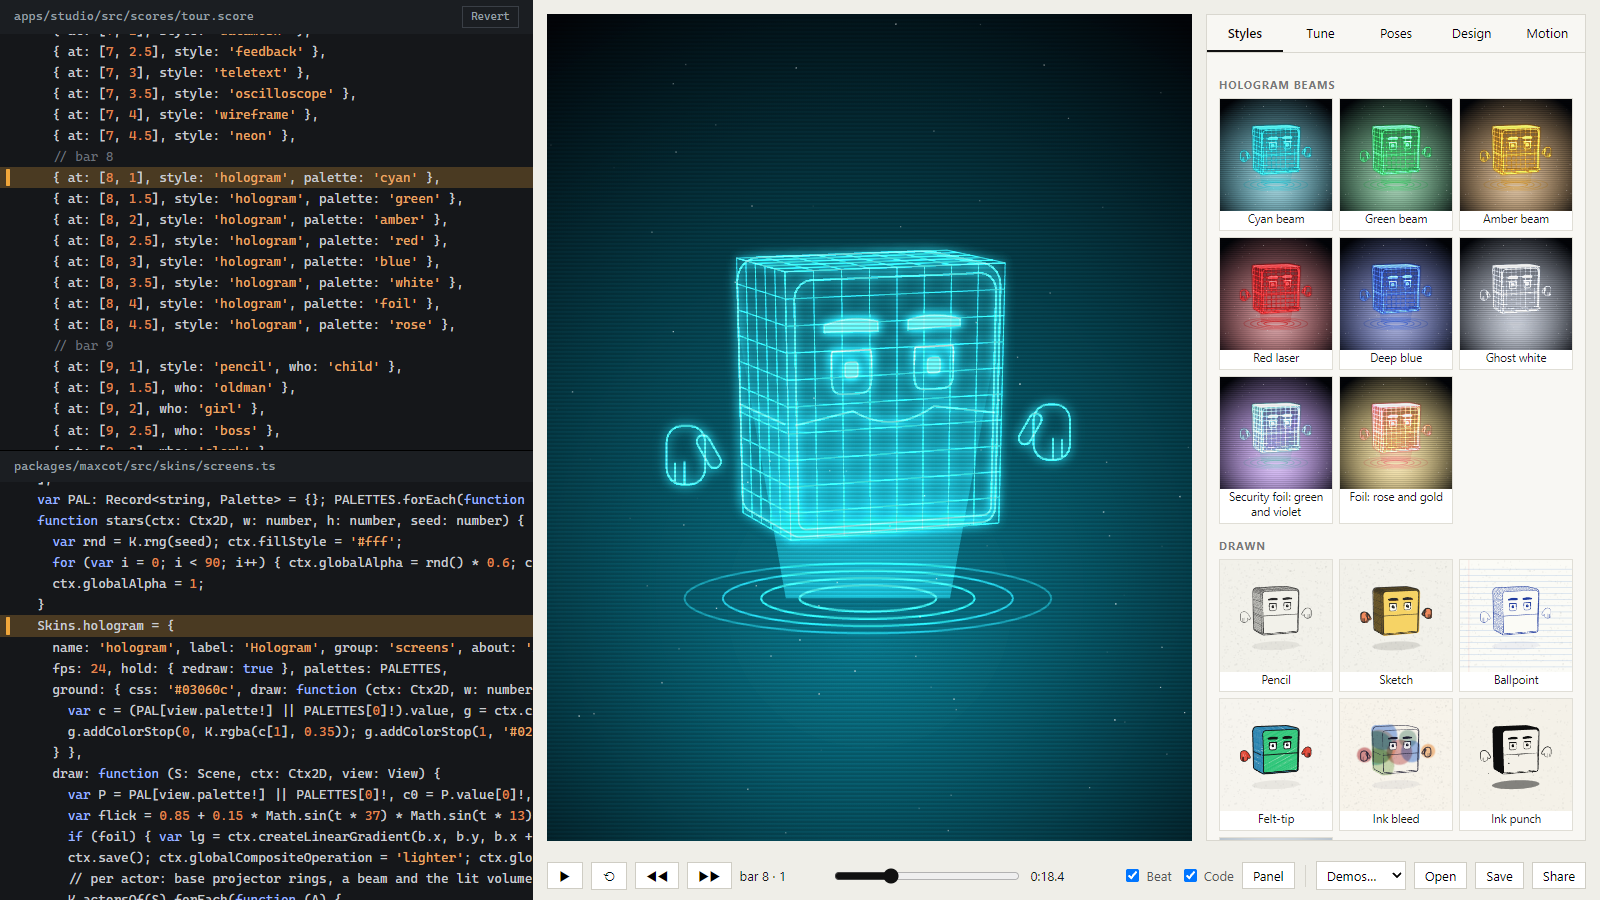 apps/studio/src/scores/tour.score
Revert
{ at: [7, 2.5], style: 'feedback' },
{ at: [7, 3], style: 'teletext' },
{ at: [7, 3.5], style: 'oscilloscope' },
{ at: [7, 4], style: 'wireframe' },
{ at: [7, 4.5], style: 'neon' },
// bar 8
{ at: [8, 1], style: 'hologram', palette: 'cyan' },
{ at: [8, 1.5], style: 'hologram', palette: 'green' },
{ at: [8, 2], style: 'hologram', palette: 'amber' },
{ at: [8, 2.5], style: 'hologram', palette: 'red' },
{ at: [8, 3], style: 'hologram', palette: 'blue' },
{ at: [8, 3.5], style: 'hologram', palette: 'white' },
{ at: [8, 4], style: 'hologram', palette: 'foil' },
{ at: [8, 4.5], style: 'hologram', palette: 'rose' },
// bar 9
{ at: [9, 1], style: 'pencil', who: 'child' },
{ at: [9, 1.5], who: 'oldman' },
{ at: [9, 2], who: 'girl' },
{ at: [9, 2.5], who: 'boss' },
packages/maxcot/src/skins/screens.ts
var PAL: Record<string, Palette> = {}; PALETTES.forEach(function
function stars(ctx: Ctx2D, w: number, h: number, seed: number) {
var rnd = K.rng(seed); ctx.fillStyle = '#fff';
for (var i = 0; i < 90; i++) { ctx.globalAlpha = rnd() * 0.6; c
ctx.globalAlpha = 1;
}
Skins.hologram = {
name: 'hologram', label: 'Hologram', group: 'screens', about: '
fps: 24, hold: { redraw: true }, palettes: PALETTES,
ground: { css: '#03060c', draw: function (ctx: Ctx2D, w: number
var c = (PAL[view.palette!] || PALETTES[0]!).value, g = ctx.c
g.addColorStop(0, K.rgba(c[1], 0.35)); g.addColorStop(1, '#02
} },
draw: function (S: Scene, ctx: Ctx2D, view: View) {
var P = PAL[view.palette!] || PALETTES[0]!, c0 = P.value[0]!,
var flick = 0.85 + 0.15 * Math.sin(t * 37) * Math.sin(t * 13)
if (foil) { var lg = ctx.createLinearGradient(b.x, b.y, b.x +
ctx.save(); ctx.globalCompositeOperation = 'lighter'; ctx.glo
// per actor: base projector rings, a beam and the lit volume
K.actorsOf(S).forEach(function (A) {
bar 8 · 1
0:18.4
Beat
Code
Panel
Demos...
Open
Save
Share
Styles
Tune
Poses
Design
Motion
HOLOGRAM BEAMS
Cyan beam
Green beam
Amber beam
Red laser
Deep blue
Ghost white
Security foil: green
and violet
Foil: rose and gold
DRAWN
Pencil
Sketch
Ballpoint
Felt-tip
Ink bleed
Ink punch